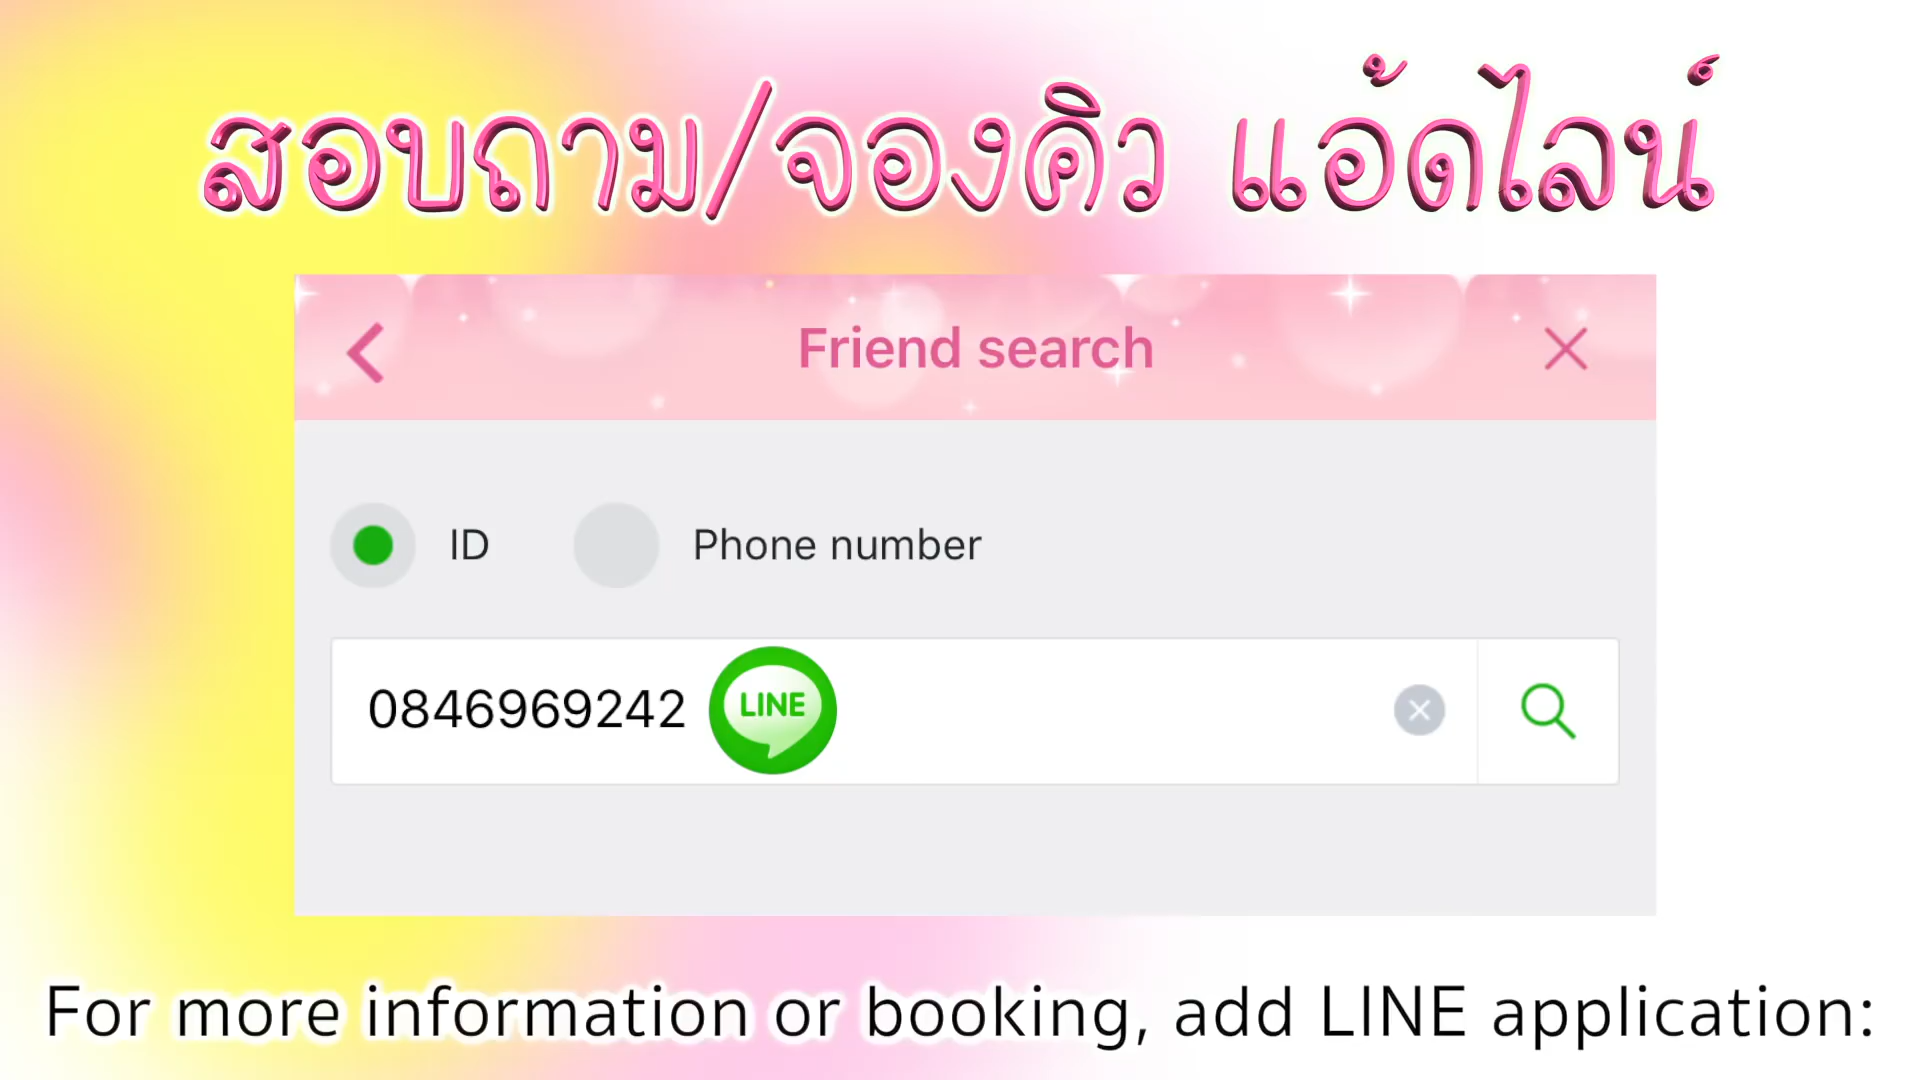 สอบถาม/จองคิว แอ้ดไลน์
Friend search
ID Phone number
0846969242 LINE
For more information or booking, add LINE application: